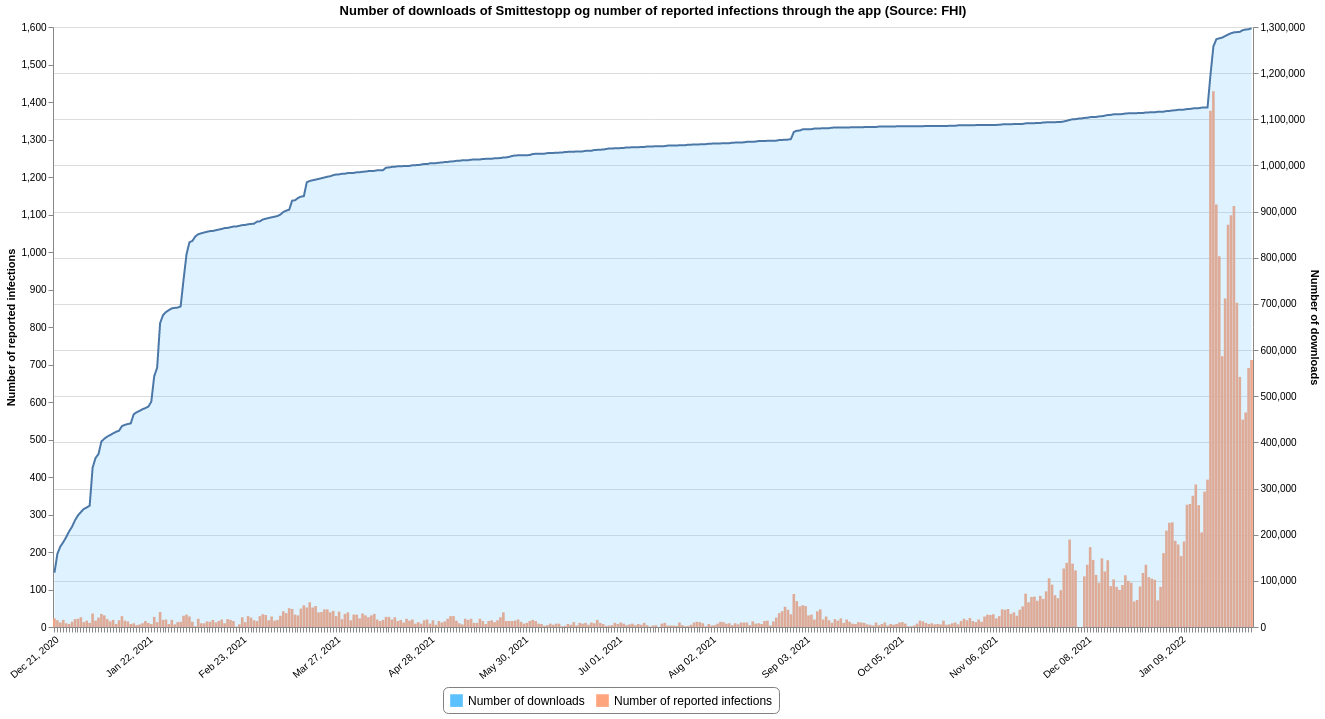 Number of downloads of Smittestopp og number of reported infections through the app (Source: FHI)
Number of reported infections
1,600
1,500
1,400
1,300
1,200
1,100
1,000
900
800
700
600
500
400
300
200
100
0
1,300,000
1,200,000
1,100,000
1,000,000
900,000
800,000
700,000
600,000
500,000
400,000
300,000
200,000
100,000
0
Number of downloads
Dec 21, 2020
Jan 22, 2021
Feb 23, 2021
Mar 27, 2021
Apr 28, 2021
May 30, 2021
Jul 01, 2021
Aug 02, 2021
Sep 03, 2021
Oct 05, 2021
Nov 06, 2021
Dec 08, 2021
Jan 09, 2022
Number of downloads
Number of reported infections